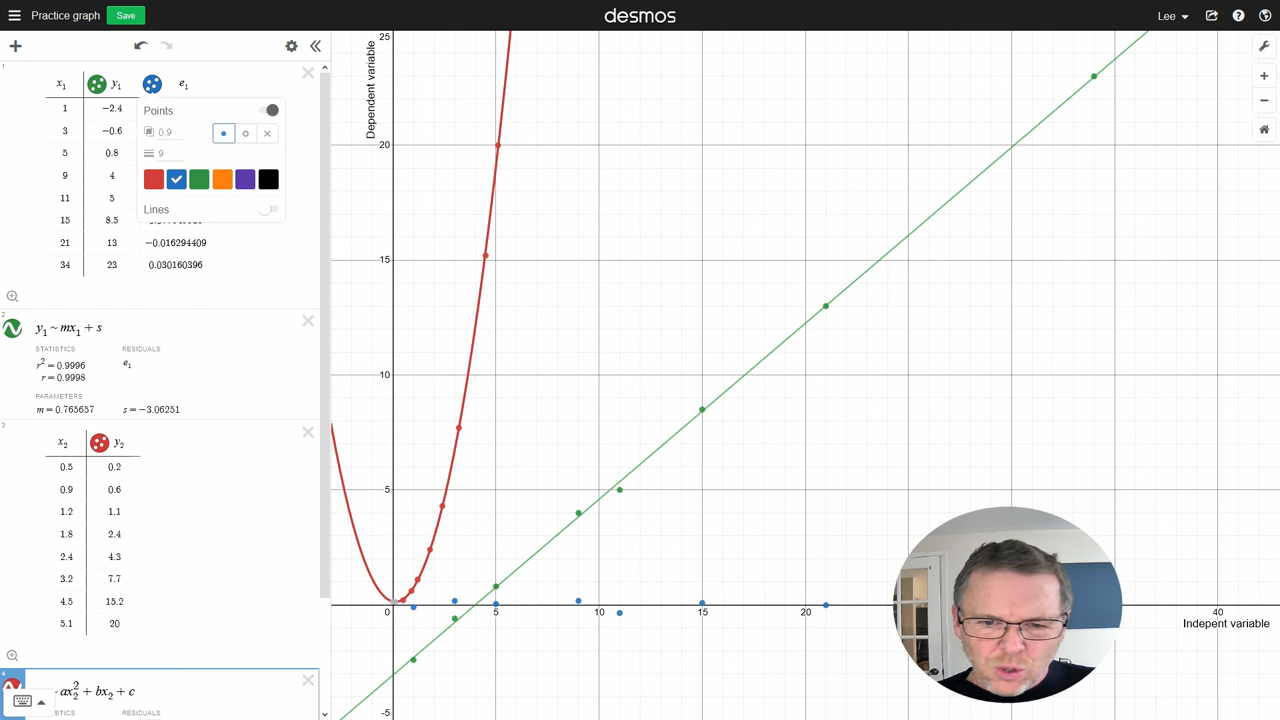 Practice graph Save desmos Lee
1
x1 y1 e1
1 −2.4
3 −0.6
5 0.8
9 4
11 5
15 8.5
21 13 −0.016294409
34 23 0.030160396
Points
0.9
9
Lines
2
y1 ~ mx1 + s
STATISTICS RESIDUALS
r² = 0.9996 e1
r = 0.9998
PARAMETERS
m = 0.765657 s = −3.06251
3
x2 y2
0.5 0.2
0.9 0.6
1.2 1.1
1.8 2.4
2.4 4.3
3.2 7.7
4.5 15.2
5.1 20
4
~ ax2² + bx2 + c
RESIDUALS
Dependent variable
25
20
15
10
5
0 5 10 15 20 40
-5
Indepent variable